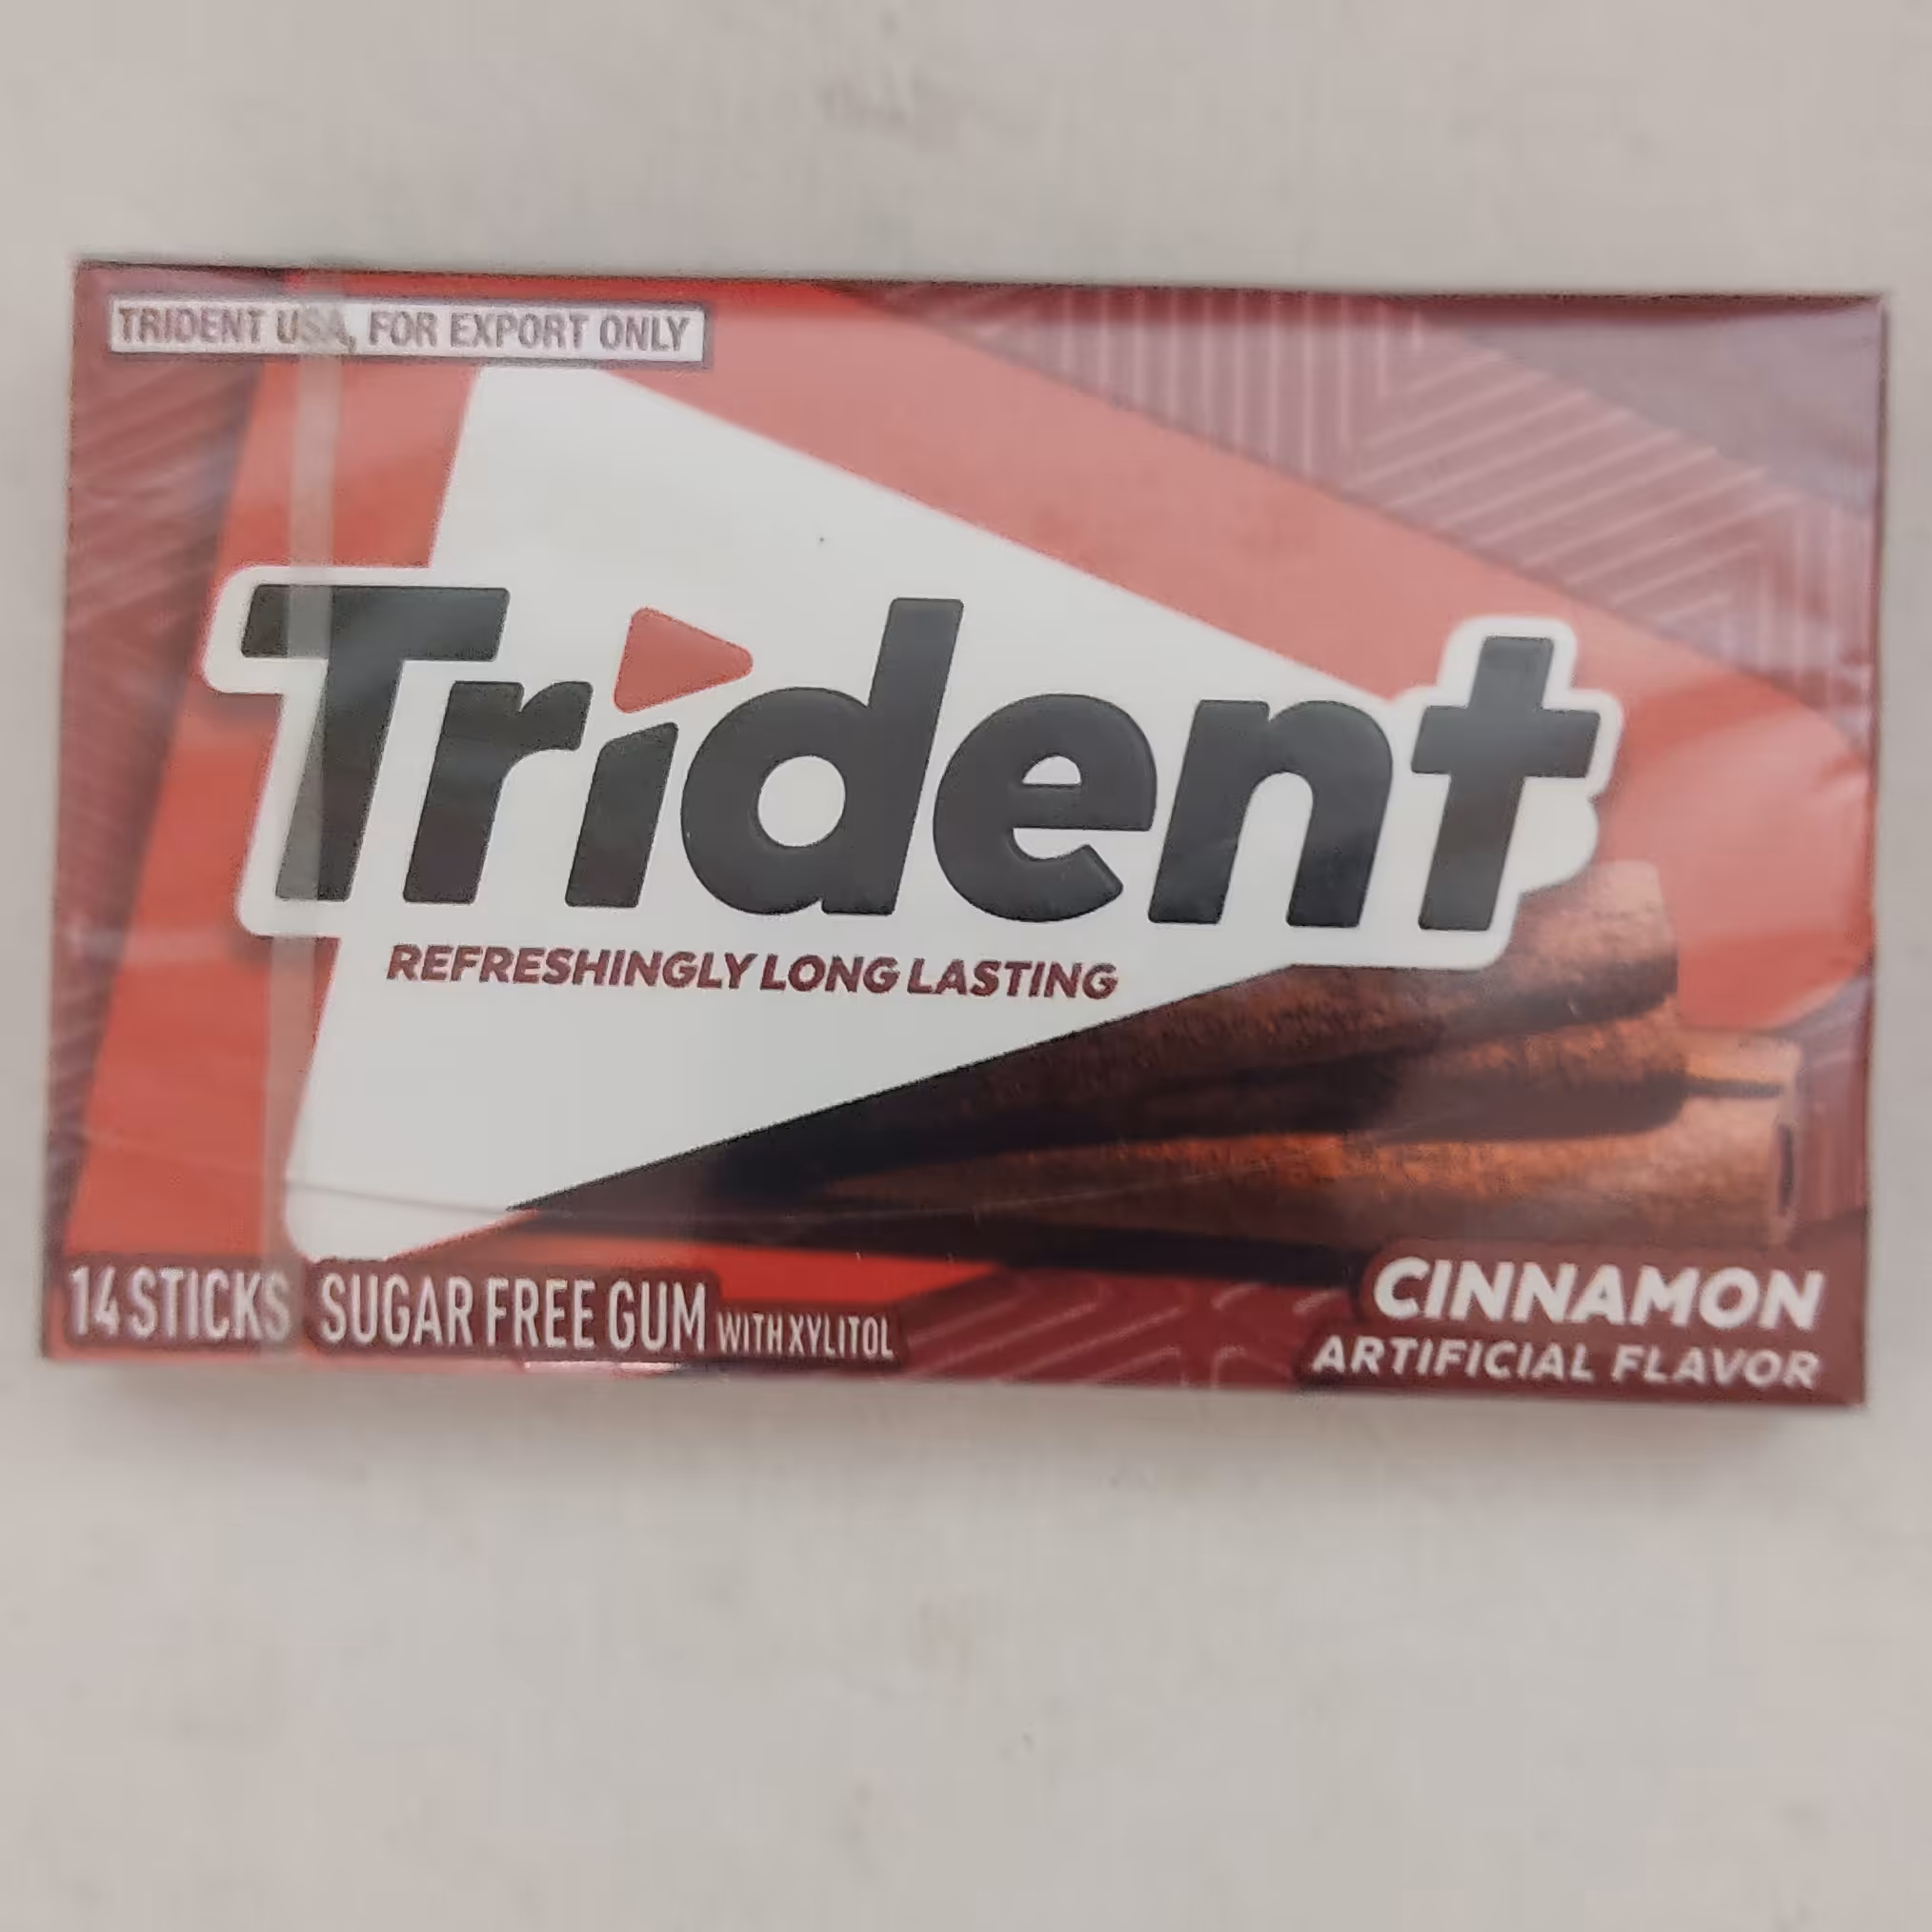 TRIDENT USA, FOR EXPORT ONLY
Trident
REFRESHINGLY LONG LASTING
14 STICKS SUGAR FREE GUM WITH XYLITOL
CINNAMON
ARTIFICIAL FLAVOR